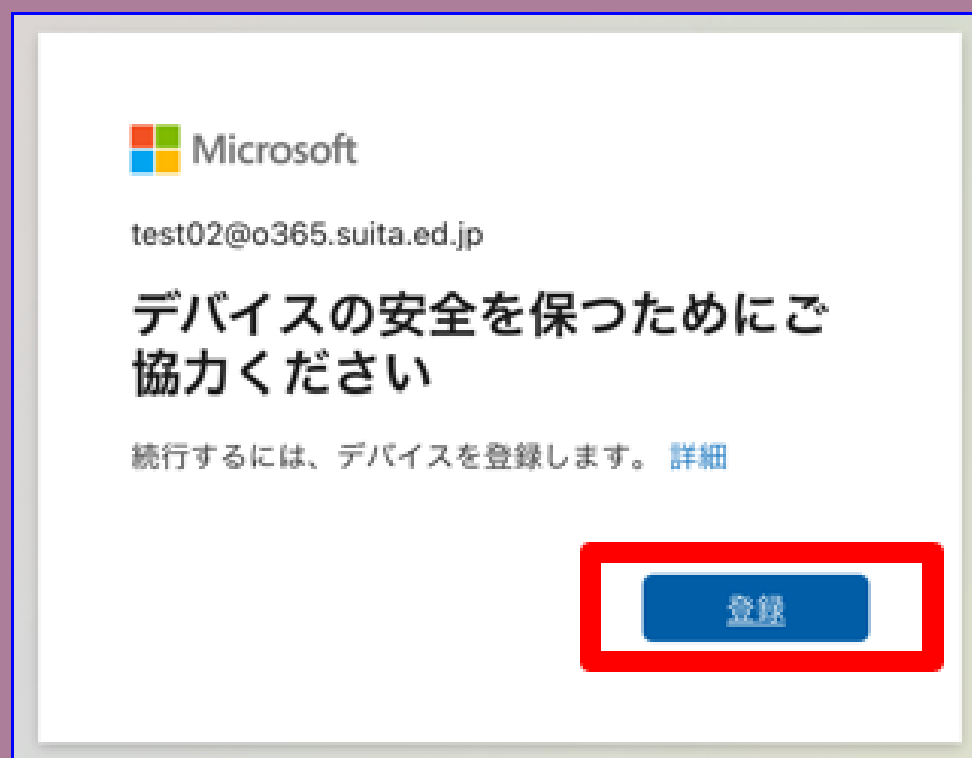 Microsoft
test02@o365.suita.ed.jp
デバイスの安全を保つためにご
協力ください
続行するには、デバイスを登録します。 詳細
登録